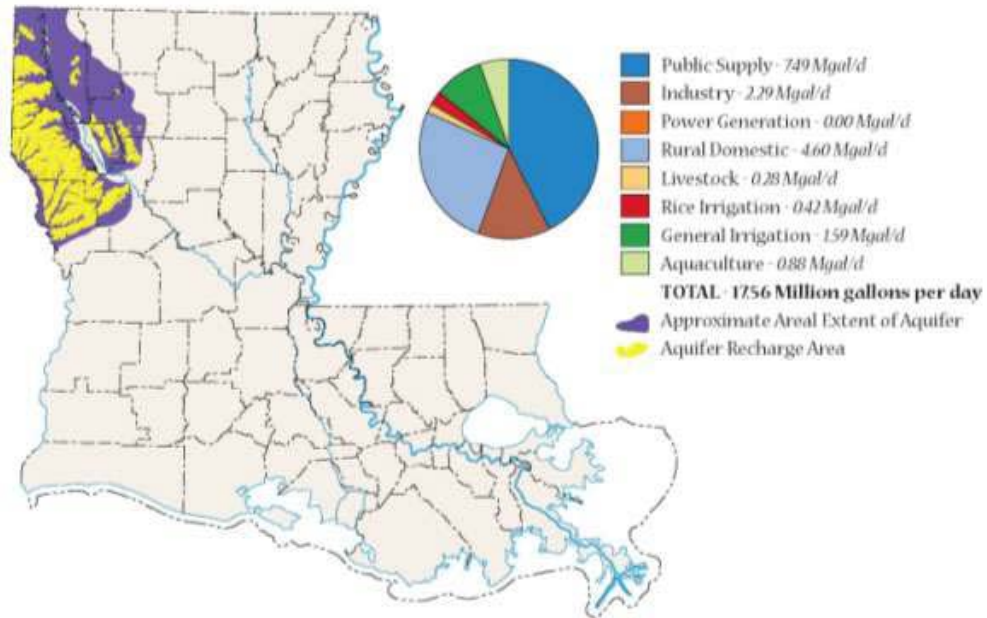 Public Supply - 7.49 Mgal/d
Industry - 2.29 Mgal/d
Power Generation - 0.00 Mgal/d
Rural Domestic - 4.60 Mgal/d
Livestock - 0.28 Mgal/d
Rice Irrigation - 0.42 Mgal/d
General Irrigation - 1.59 Mgal/d
Aquaculture - 0.88 Mgal/d
TOTAL - 17.56 Million gallons per day
Approximate Areal Extent of Aquifer
Aquifer Recharge Area